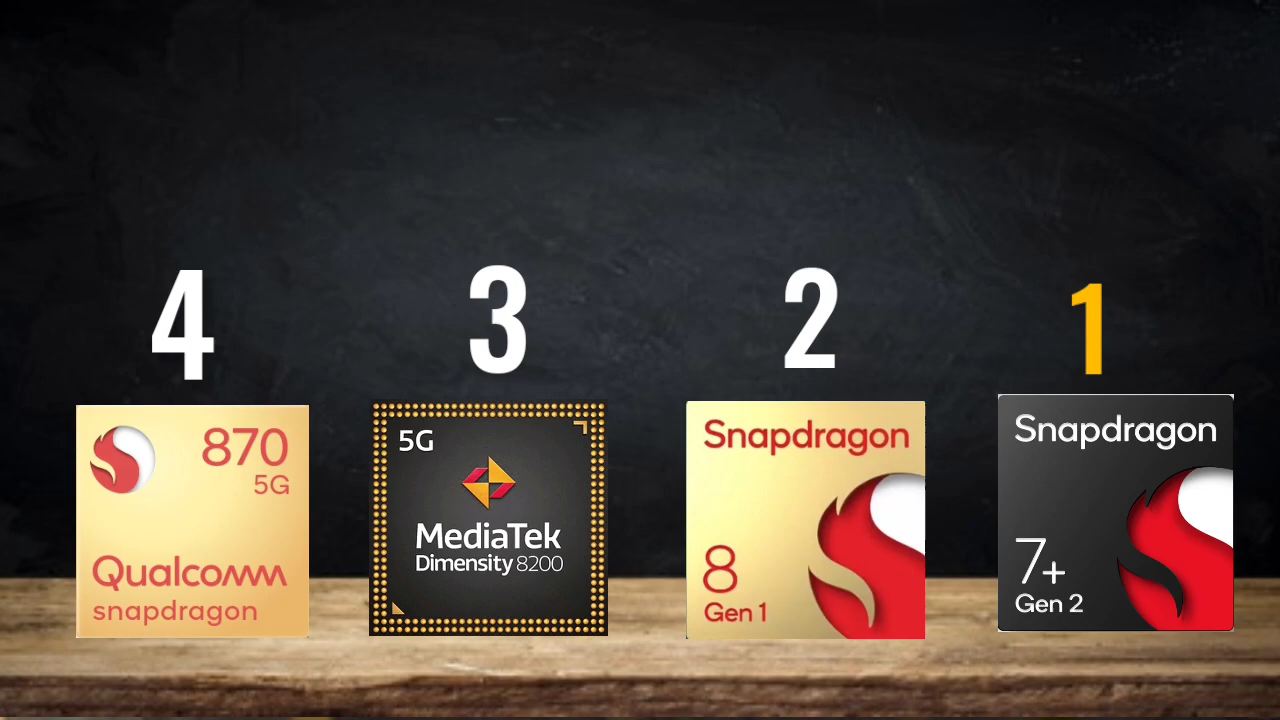 4
3
2
1
870
5G
Qualcomm
snapdragon
5G
MediaTek
Dimensity 8200
Snapdragon
8
Gen 1
Snapdragon
7+
Gen 2